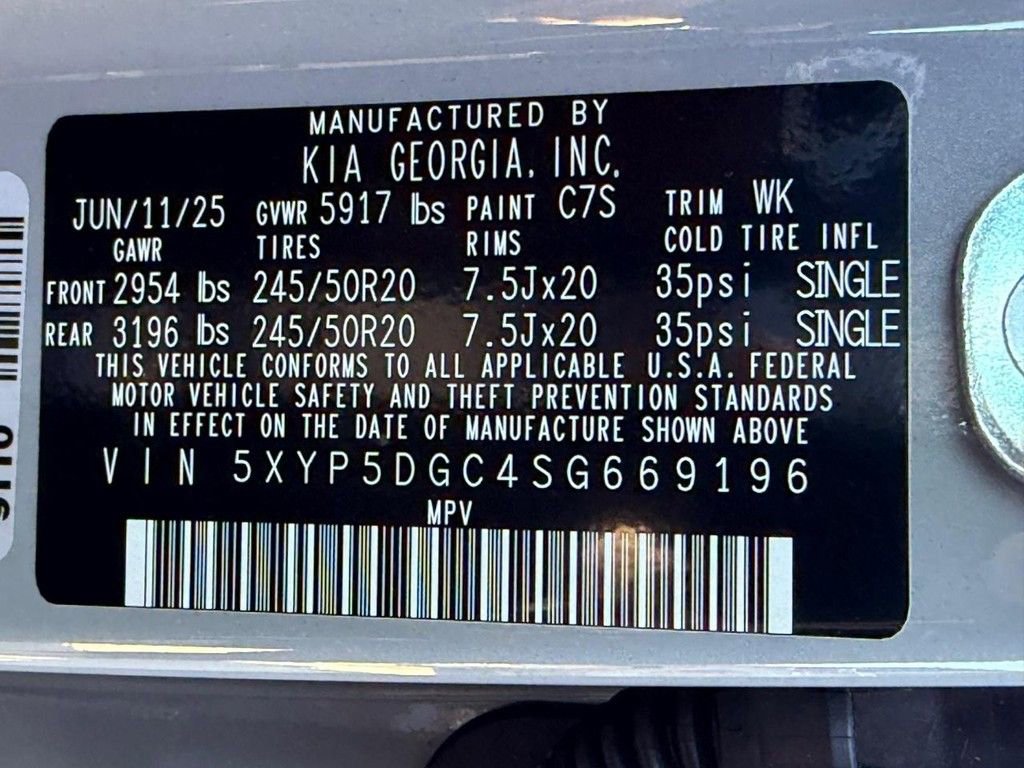 MANUFACTURED BY
KIA GEORGIA, INC.
JUN/11/25 GVWR 5917 lbs PAINT C7S TRIM WK
GAWR TIRES RIMS COLD TIRE INFL
FRONT 2954 lbs 245/50R20 7.5Jx20 35psi SINGLE
REAR 3196 lbs 245/50R20 7.5Jx20 35psi SINGLE
THIS VEHICLE CONFORMS TO ALL APPLICABLE U.S.A. FEDERAL
MOTOR VEHICLE SAFETY AND THEFT PREVENTION STANDARDS
IN EFFECT ON THE DATE OF MANUFACTURE SHOWN ABOVE
VIN 5XYP5DGC4SG669196
MPV